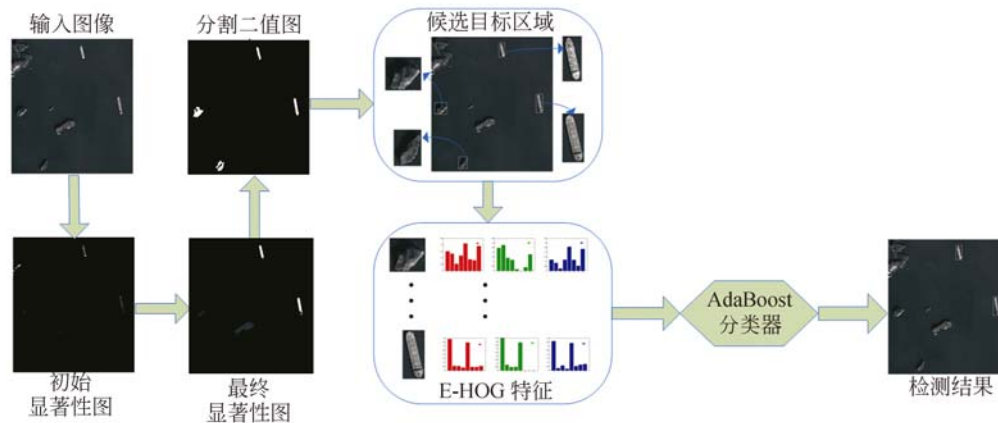 输入图像
分割二值图
候选目标区域
初始
显著性图
最终
显著性图
E-HOG 特征
AdaBoost
分类器
检测结果